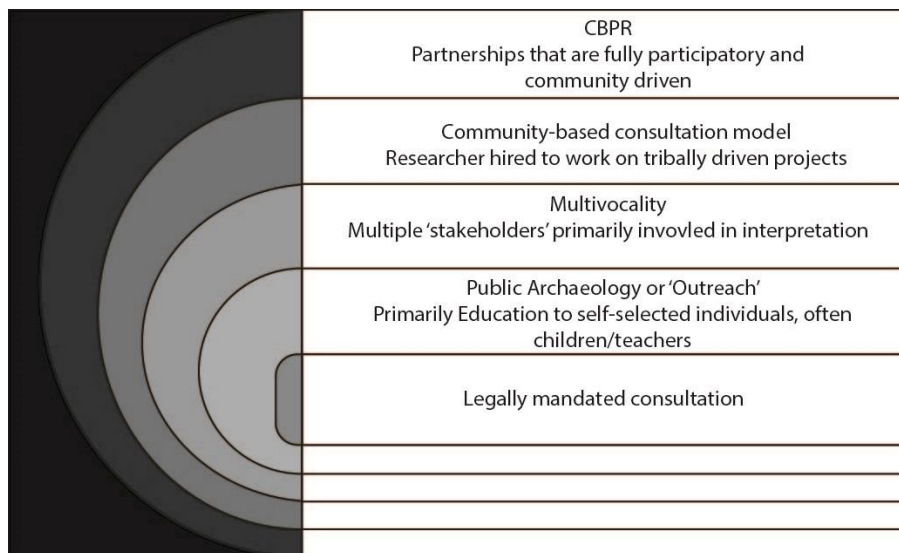 CBPR
Partnerships that are fully participatory and
community driven
Community-based consultation model
Researcher hired to work on tribally driven projects
Multivocality
Multiple ‘stakeholders’ primarily invovled in interpretation
Public Archaeology or ‘Outreach’
Primarily Education to self-selected individuals, often
children/teachers
Legally mandated consultation